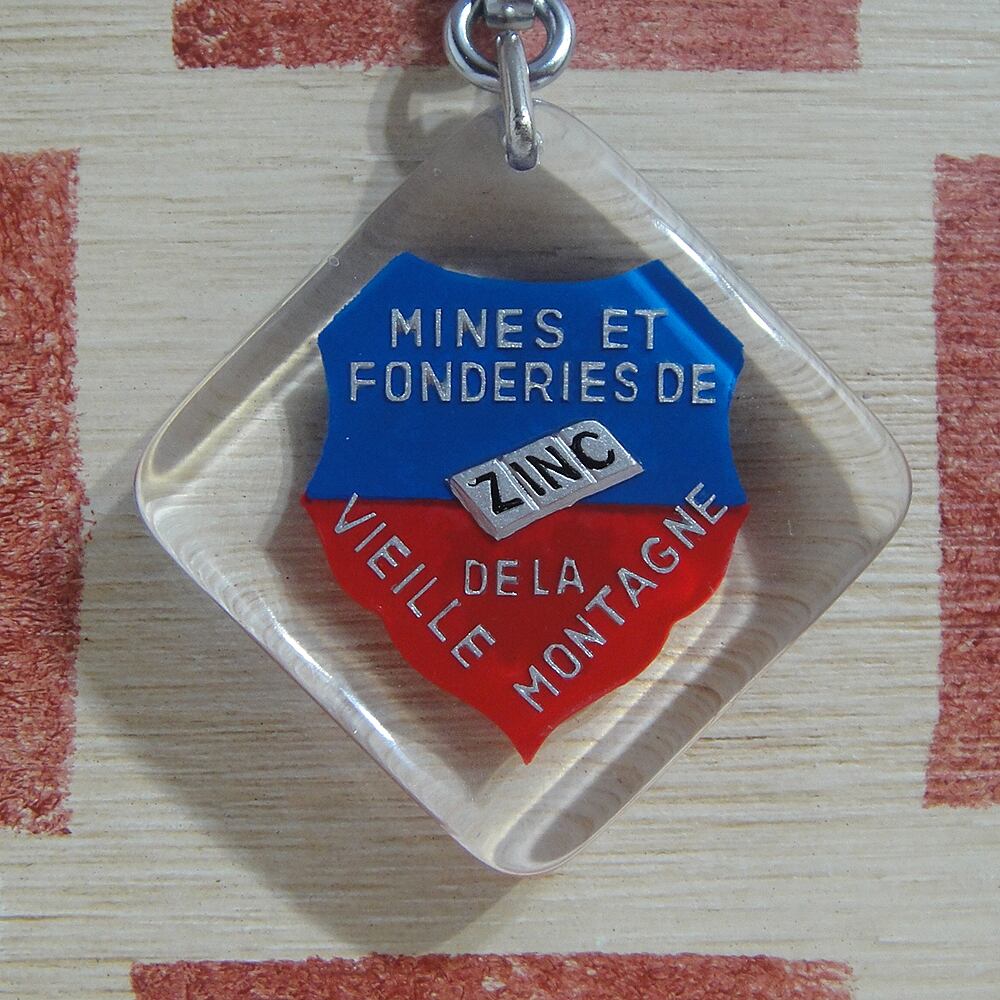 MINES ET
FONDERIES DE
ZINC
DE LA
VIEILLE
MONTAGNE